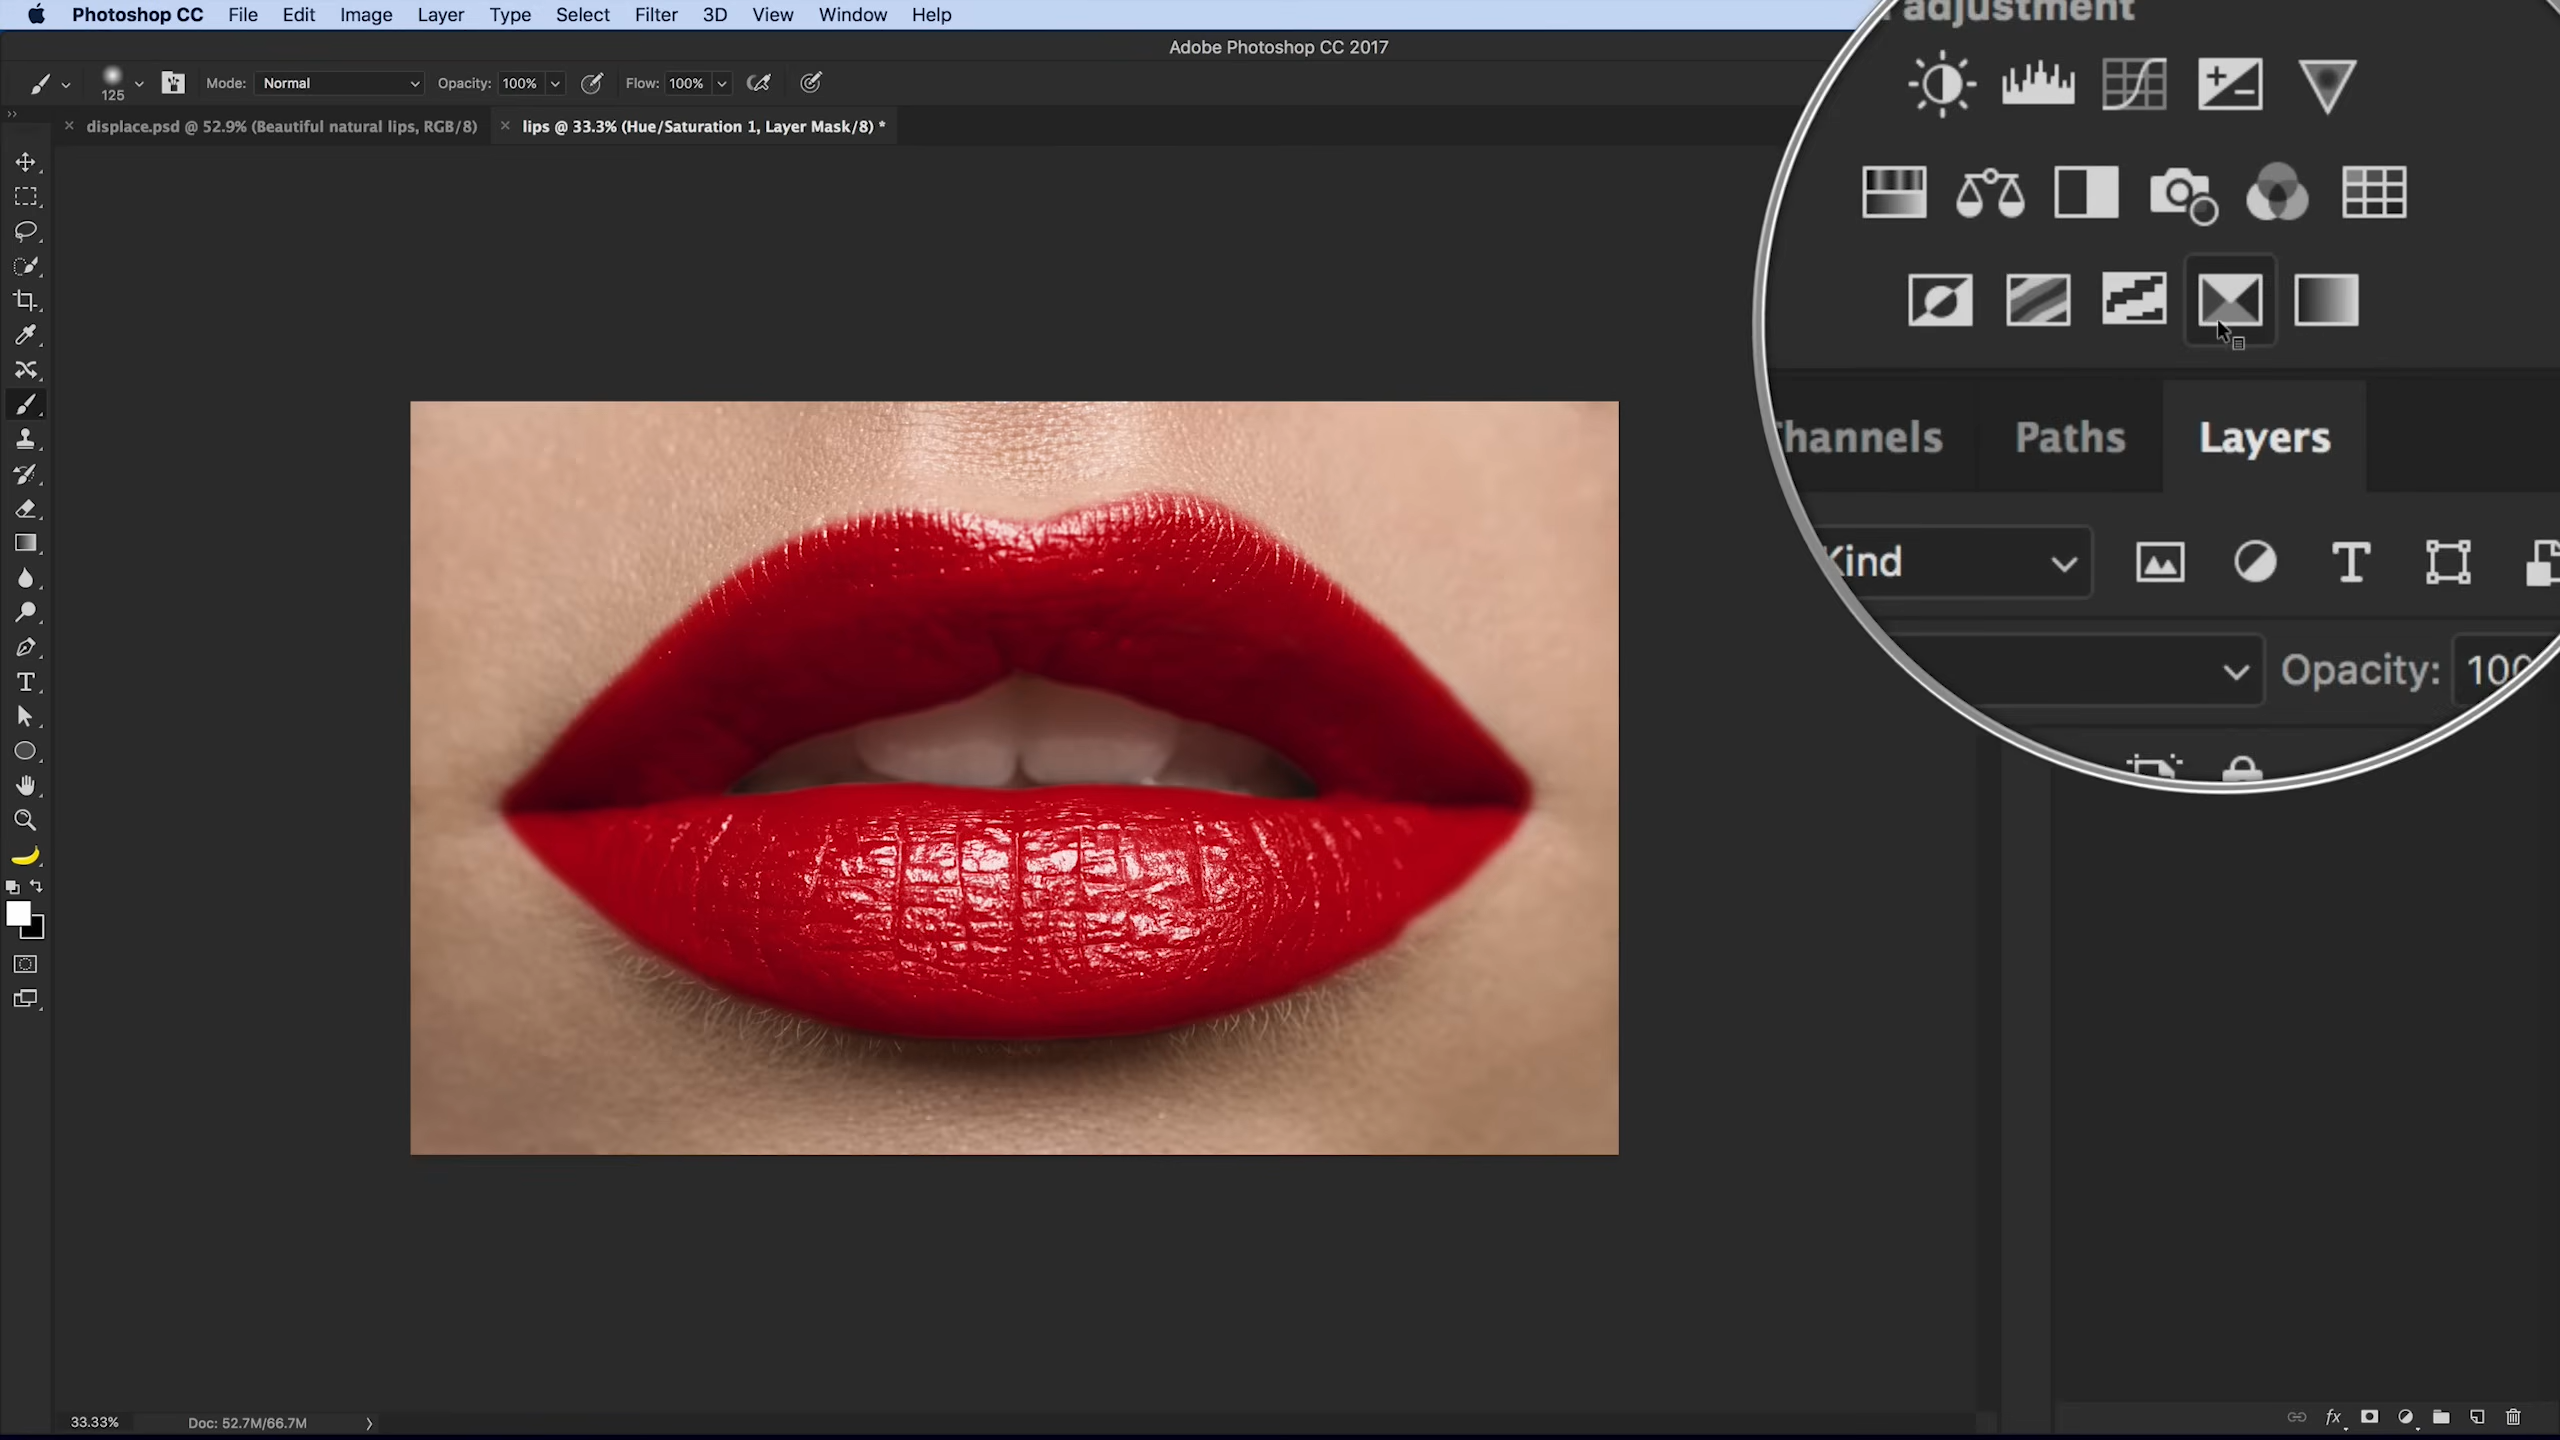 Photoshop CC File Edit Image Layer Type Select Filter 3D View Window Help
adjustment
Adobe Photoshop CC 2017
125 Mode: Normal Opacity: 100% Flow: 100%
displace.psd @ 52.9% (Beautiful natural lips, RGB/8) lips @ 33.3% (Hue/Saturation 1, Layer Mask/8) *
hannels Paths Layers
Kind
Opacity: 100
33.33% Doc: 52.7M/66.7M
fx